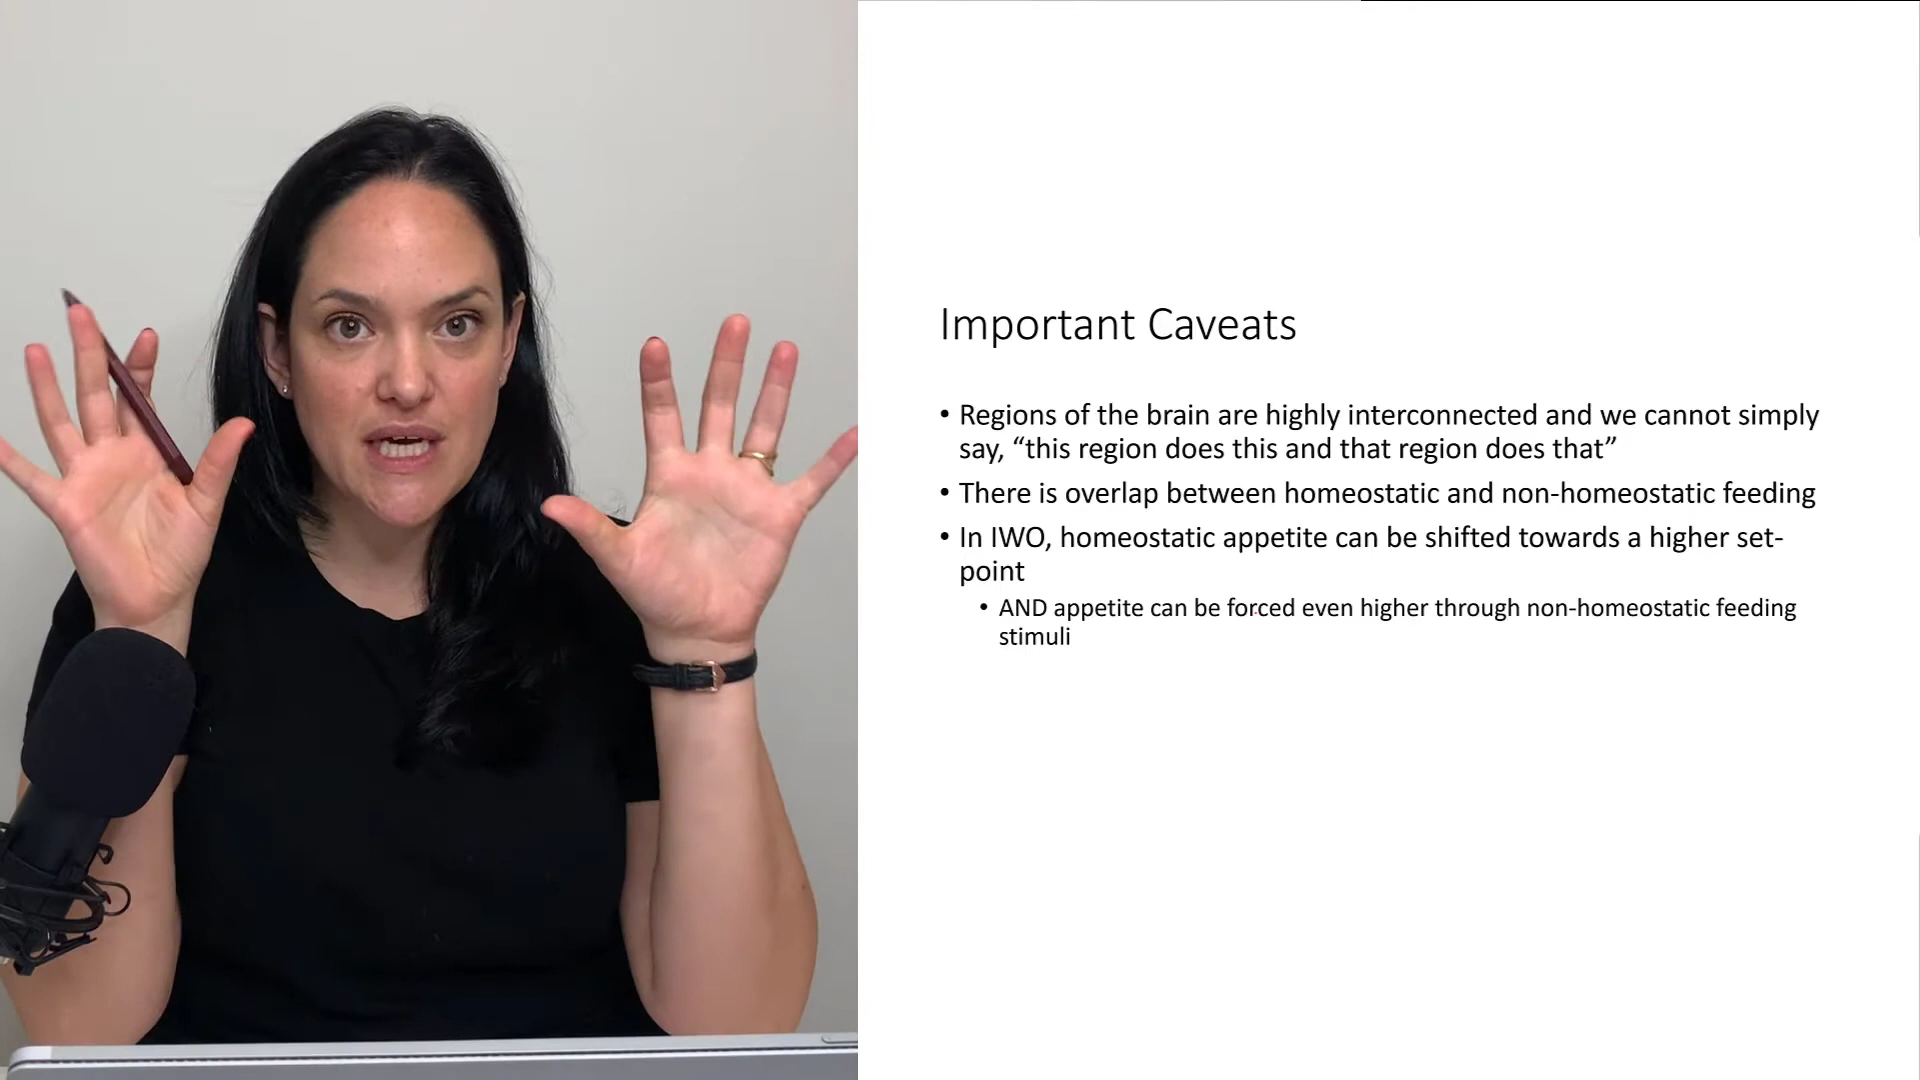 Important Caveats
• Regions of the brain are highly interconnected and we cannot simply
say, “this region does this and that region does that”
• There is overlap between homeostatic and non-homeostatic feeding
• In IWO, homeostatic appetite can be shifted towards a higher set-
point
• AND appetite can be forced even higher through non-homeostatic feeding
stimuli